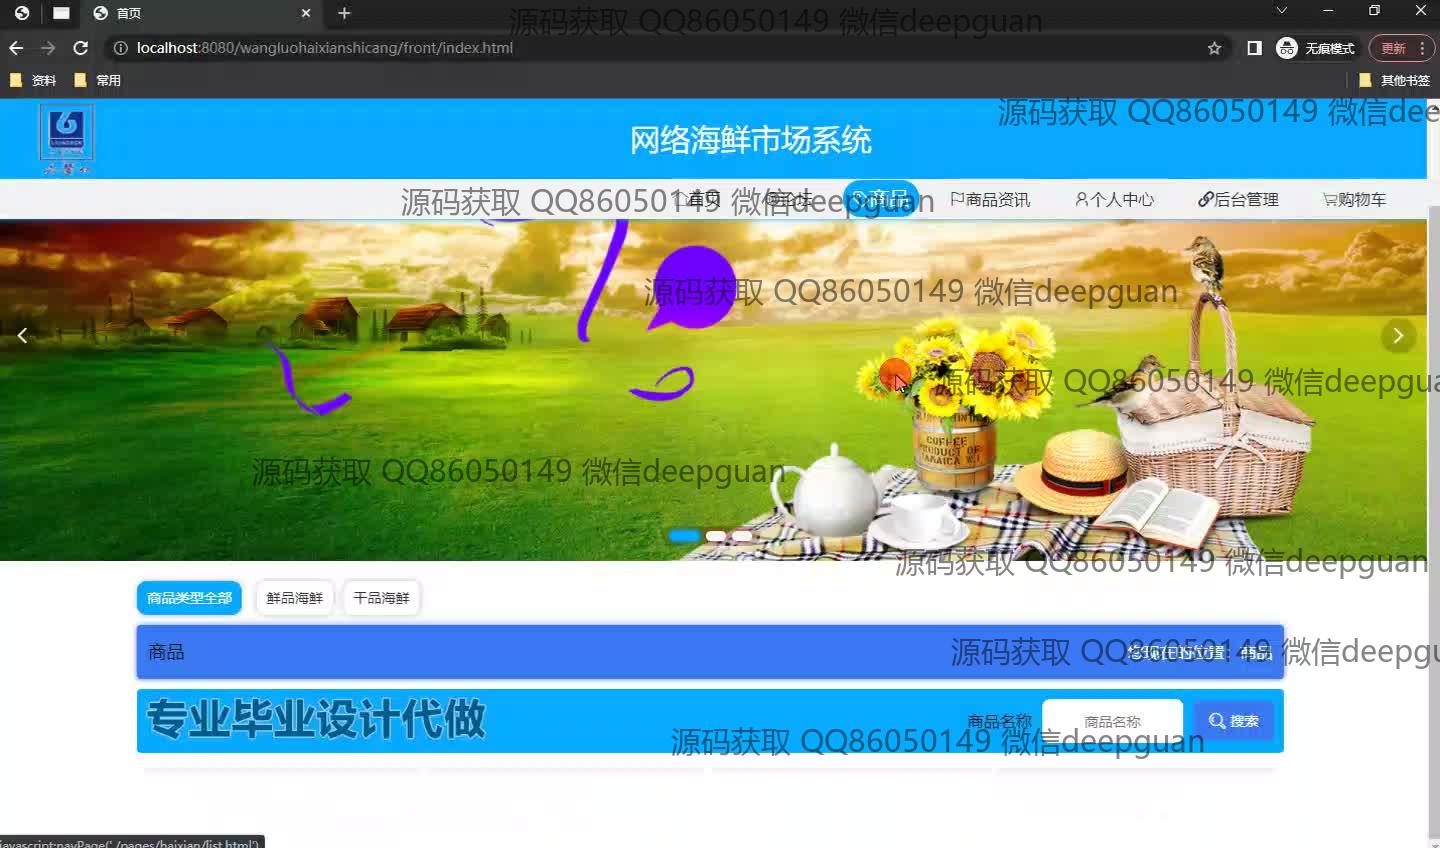 首页
源码获取 QQ86050149 微信deepguan
localhost:8080/wangluohaixianshicang/front/index.html
无痕模式
更新
资料
常用
其他书签
源码获取 QQ86050149 微信dee
网络海鲜市场系统
首页
论坛
商品
商品资讯
个人中心
后台管理
购物车
源码获取 QQ86050149 微信deepguan
源码获取 QQ86050149 微信deepguan
源码获取 QQ86050149 微信deepgua
COFFEE
PRODUCT OF
JAMAICA W.I.
源码获取 QQ86050149 微信deepguan
源码获取 QQ86050149 微信deepguan
商品类型全部
鲜品海鲜
干品海鲜
商品
您现在的位置: 商品
源码获取 QQ86050149 微信deepgu
专业毕业设计代做
商品名称
商品名称
搜索
源码获取 QQ86050149 微信deepguan
javascript:navPage('./pages/haixian/list.html')